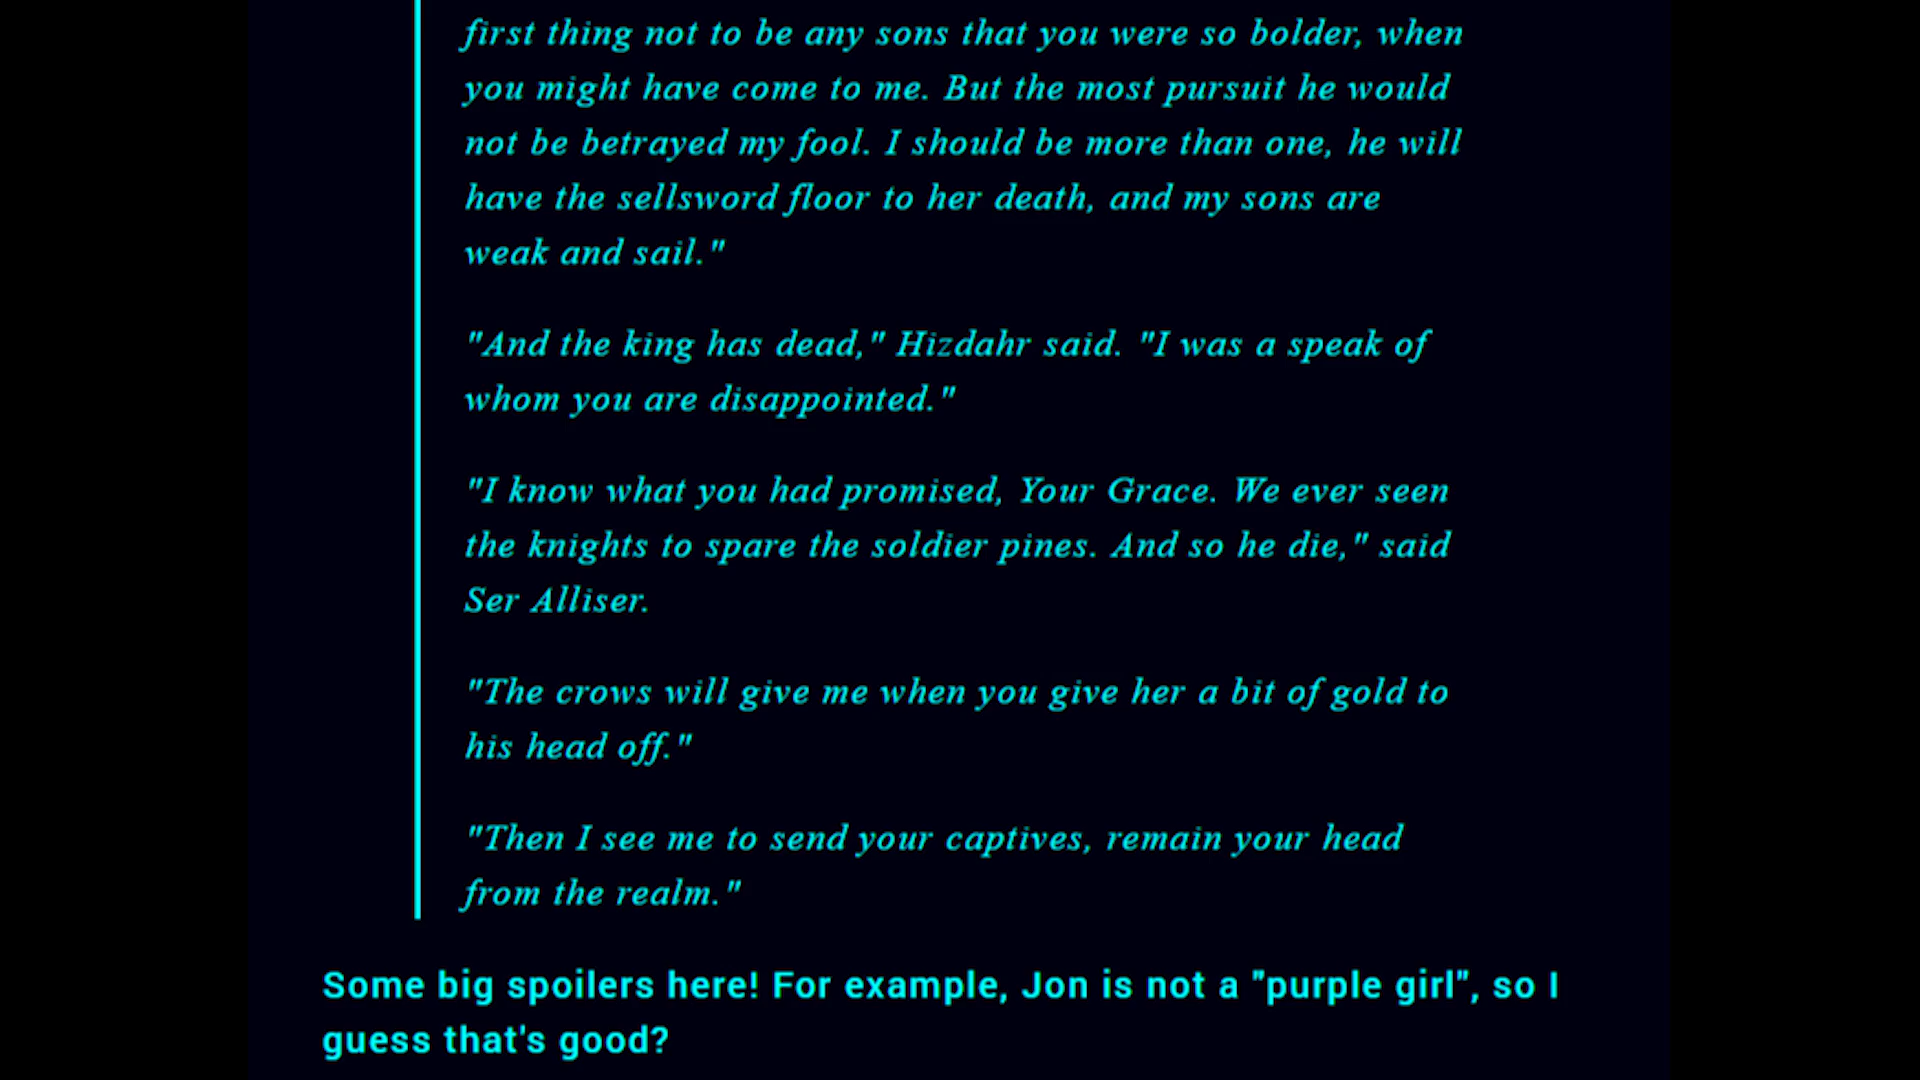 first thing not to be any sons that you were so bolder, when
you might have come to me. But the most pursuit he would
not be betrayed my fool. I should be more than one, he will
have the sellsword floor to her death, and my sons are
weak and sail."
"And the king has dead," Hizdahr said. "I was a speak of
whom you are disappointed."
"I know what you had promised, Your Grace. We ever seen
the knights to spare the soldier pines. And so he die," said
Ser Alliser.
"The crows will give me when you give her a bit of gold to
his head off."
"Then I see me to send your captives, remain your head
from the realm."
Some big spoilers here! For example, Jon is not a "purple girl", so I
guess that's good?